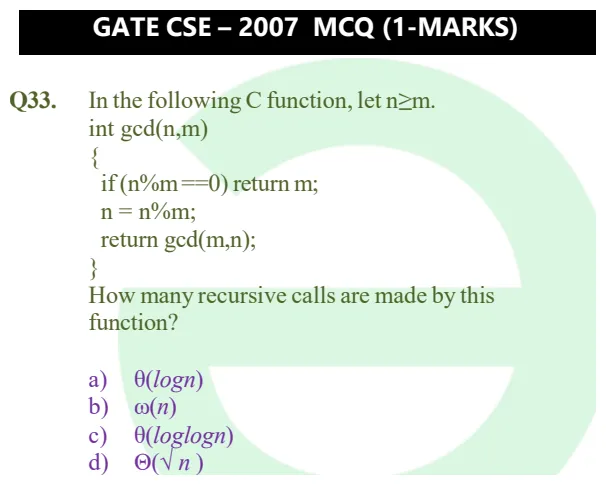 GATE CSE – 2007 MCQ (1-MARKS)
Q33. In the following C function, let n≥m.
int gcd(n,m)
{
if (n%m==0) return m;
n = n%m;
return gcd(m,n);
}
How many recursive calls are made by this
function?
a) θ(logn)
b) ω(n)
c) θ(loglogn)
d) Θ(√ n )